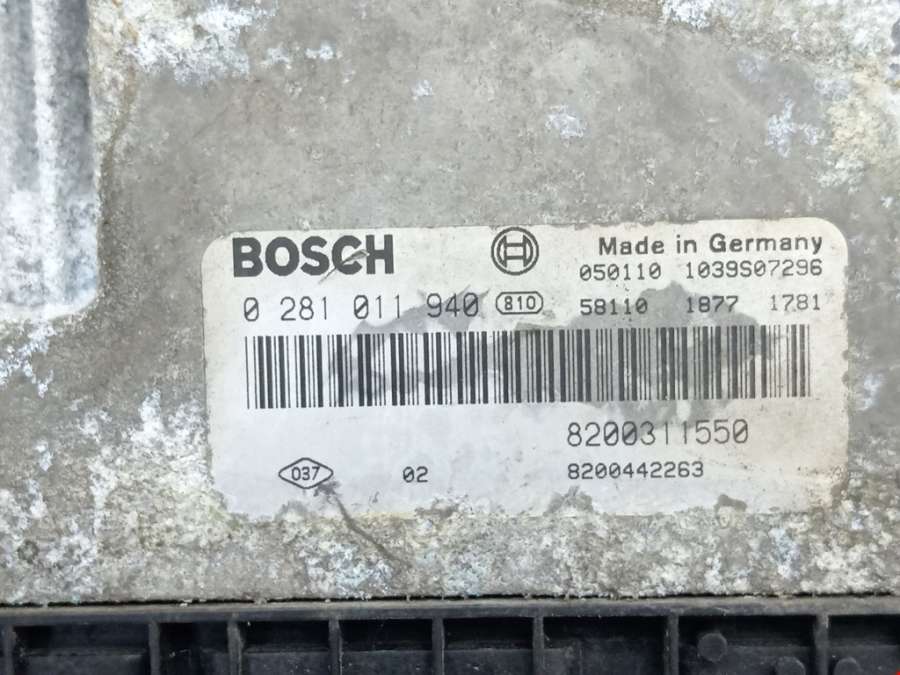 BOSCH Made in Germany
050110 1039S07296
0 281 011 940 810 58110 1877 1781
8200311550
037 02 8200442263